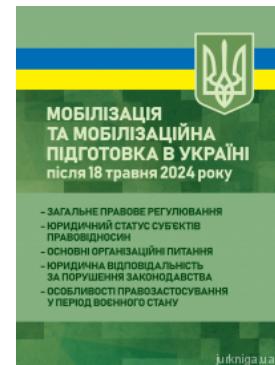 МОБІЛІЗАЦІЯ
ТА МОБІЛІЗАЦІЙНА
ПІДГОТОВКА В УКРАЇНІ
після 18 травня 2024 року
– ЗАГАЛЬНЕ ПРАВОВЕ РЕГУЛЮВАННЯ
– ЮРИДИЧНИЙ СТАТУС СУБ'ЄКТІВ
ПРАВОВІДНОСИН
– ОСНОВНІ ОРГАНІЗАЦІЙНІ ПИТАННЯ
– ЮРИДИЧНА ВІДПОВІДАЛЬНІСТЬ
ЗА ПОРУШЕННЯ ЗАКОНОДАВСТВА
– ОСОБЛИВОСТІ ПРАВОЗАСТОСУВАННЯ
У ПЕРІОД ВОЄННОГО СТАНУ
jurkniga.ua